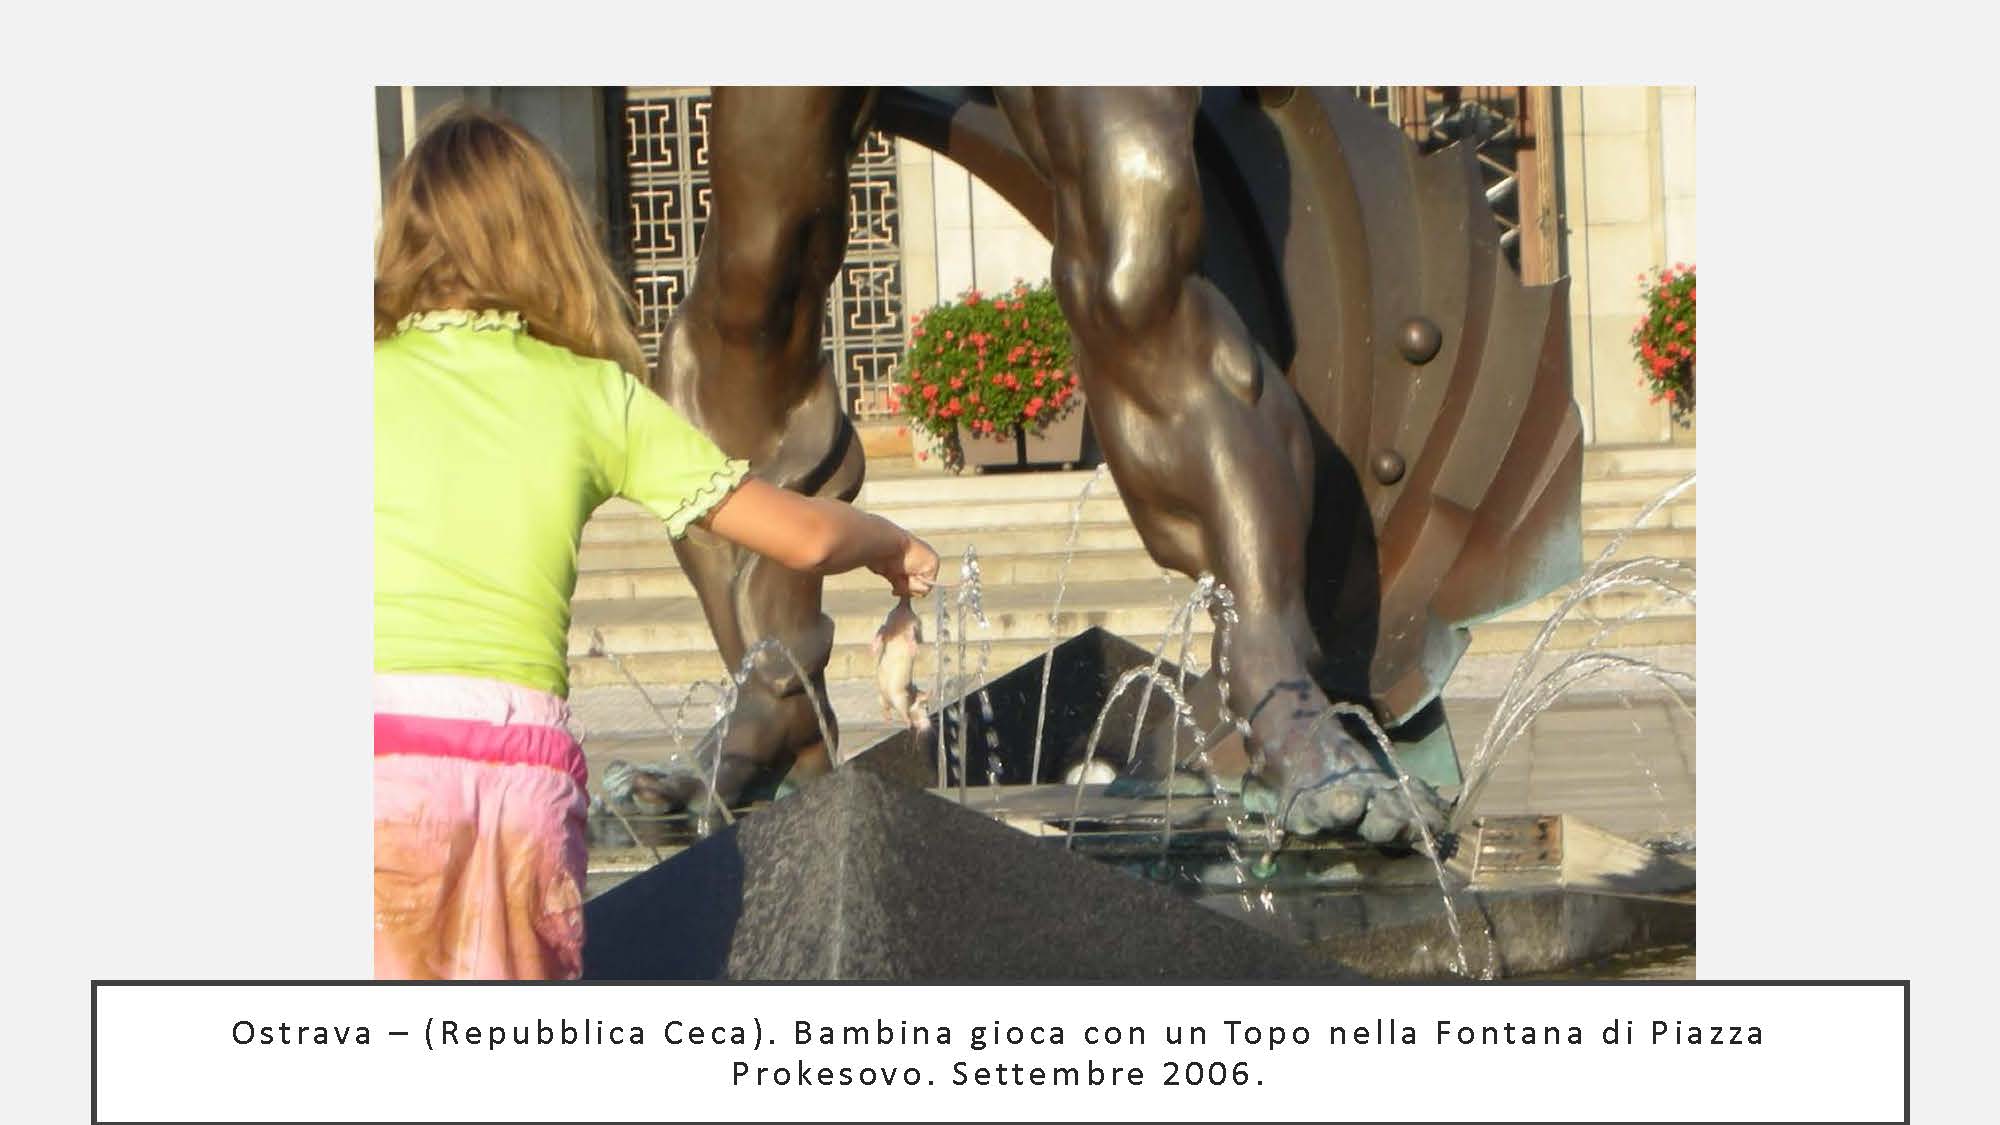 Ostrava – (Repubblica Ceca). Bambina gioca con un Topo nella Fontana di Piazza
Prokesovo. Settembre 2006.